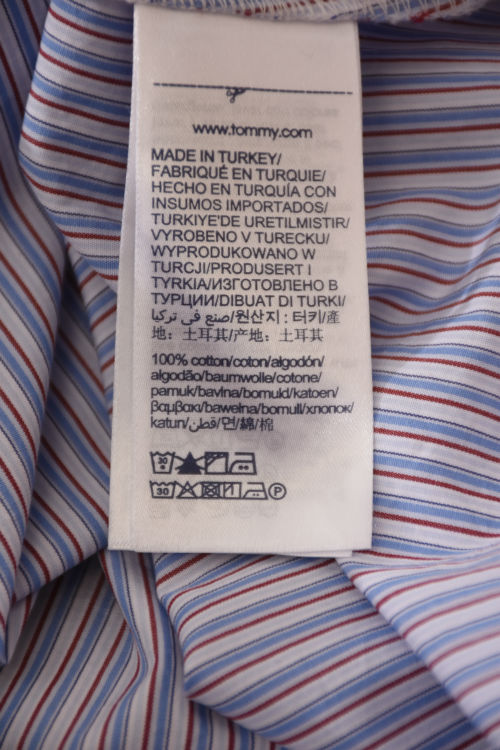 www.tommy.com
MADE IN TURKEY/
FABRIQUÉ EN TURQUIE/
HECHO EN TURQUÍA CON
INSUMOS IMPORTADOS/
TURKIYE'DE URETILMISTIR/
VYROBENO V TURECKU/
WYPRODUKOWANO W
TURCJI/PRODUSERT I
TYRKIA/ИЗГОТОВЛЕНО В
ТУРЦИИ/DIBUAT DI TURKI/
صنع في تركيا/원산지 : 터키/產
地：土耳其/产地：土耳其
100% cotton/coton/algodón/
algodão/baumwolle/cotone/
pamuk/bavlna/bomuld/katoen/
βαμβακι/bawełna/bomull/хлопок/
katun/قطن/면/綿/棉
30
30 P